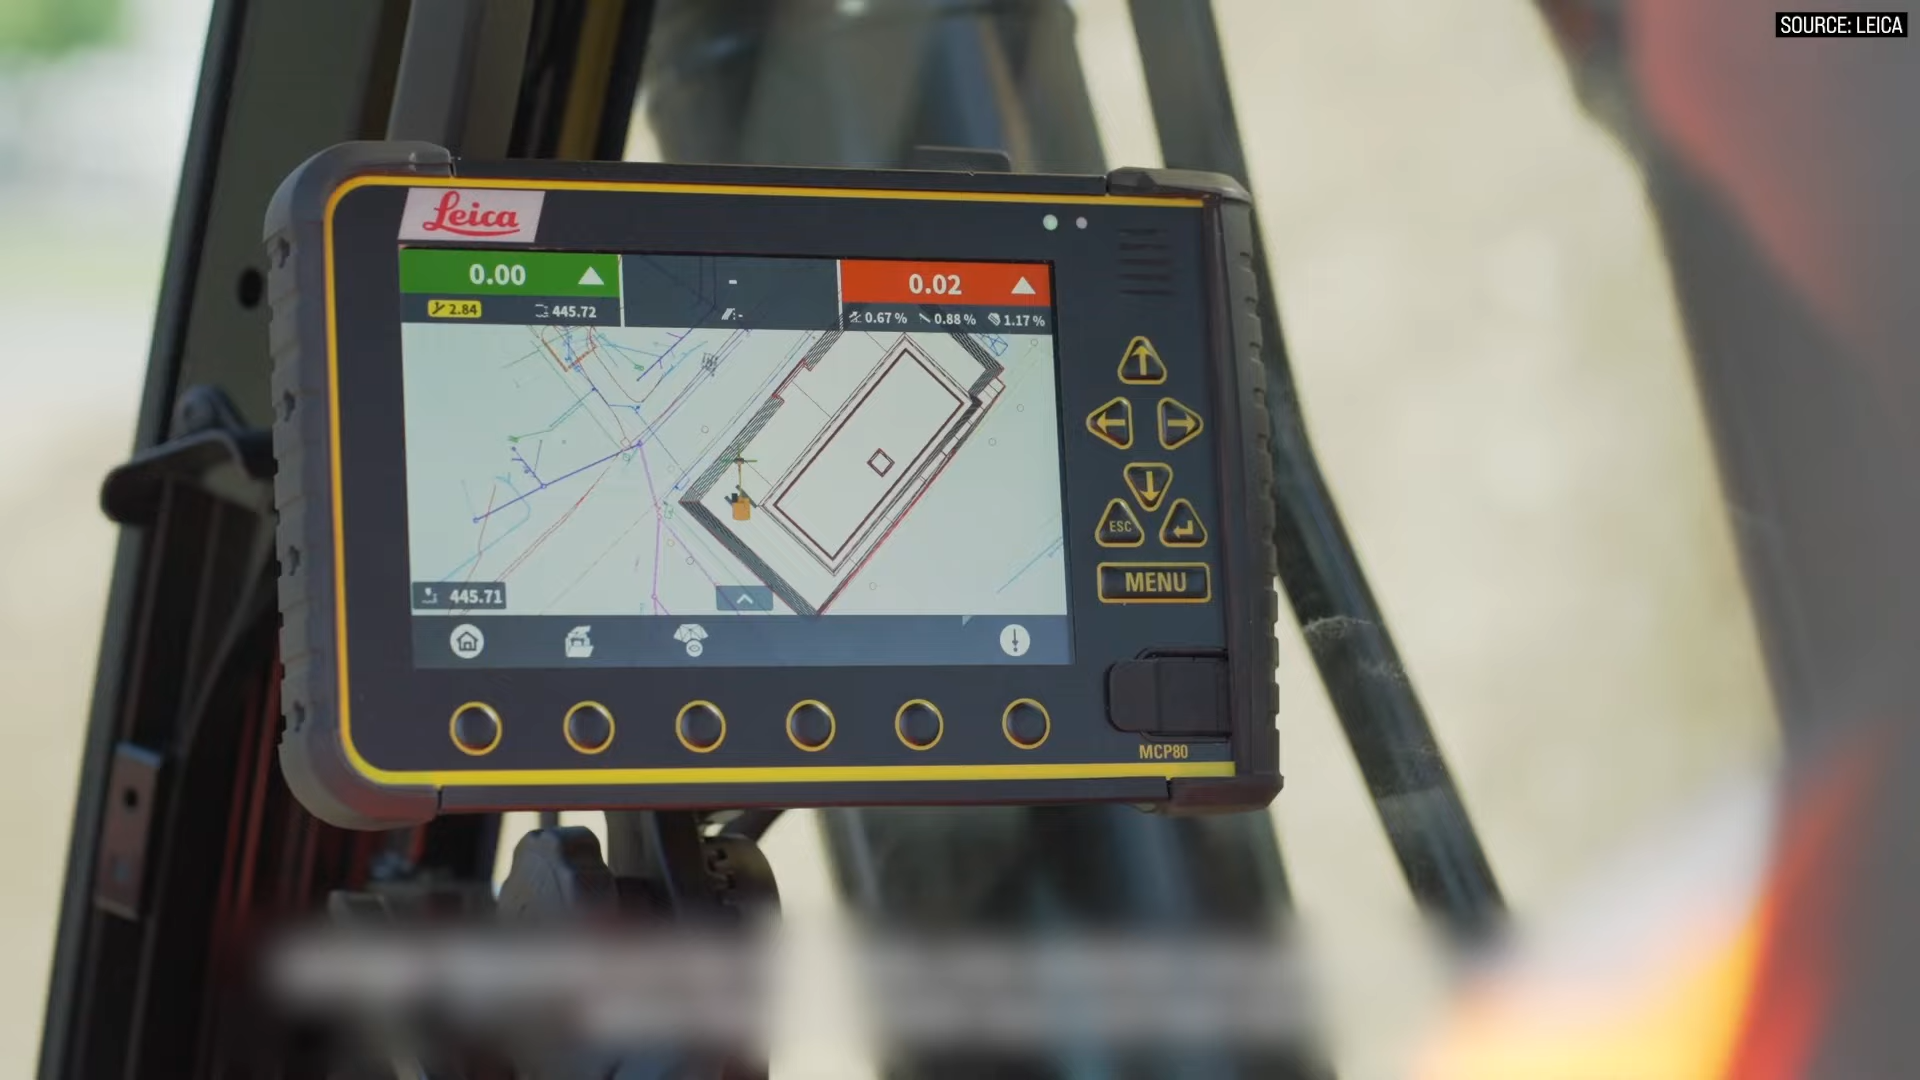 SOURCE: LEICA
Leica
0.00
-
0.02
2.84
445.72
-
0.67 %
0.88 %
1.17 %
445.71
ESC
MENU
MCP80